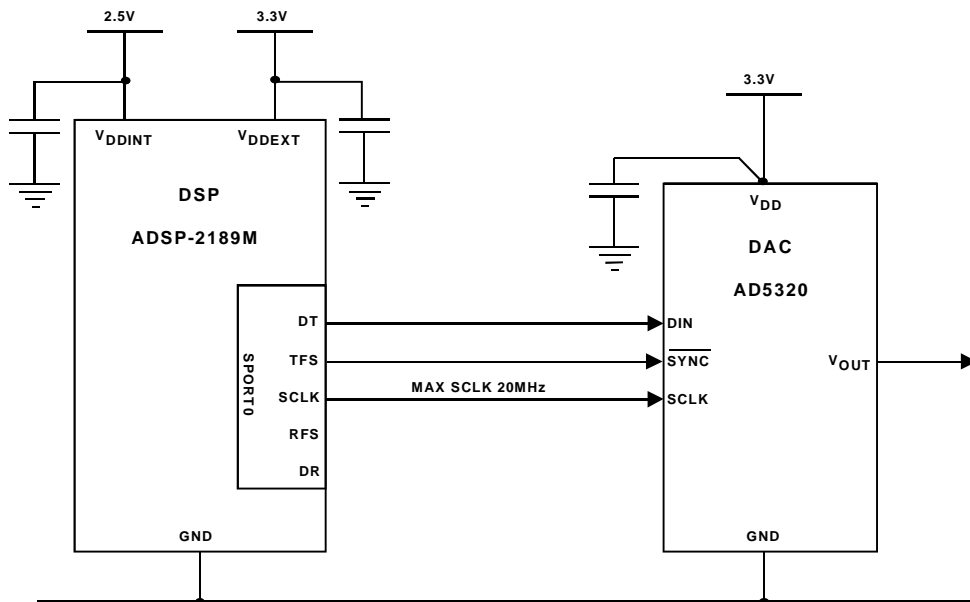 2.5V
3.3V
VDDINT
VDDEXT
DSP
ADSP-2189M
SPORT0
DT
TFS
SCLK
RFS
DR
GND
MAX SCLK 20MHz
3.3V
VDD
DAC
AD5320
DIN
SYNC
SCLK
VOUT
GND